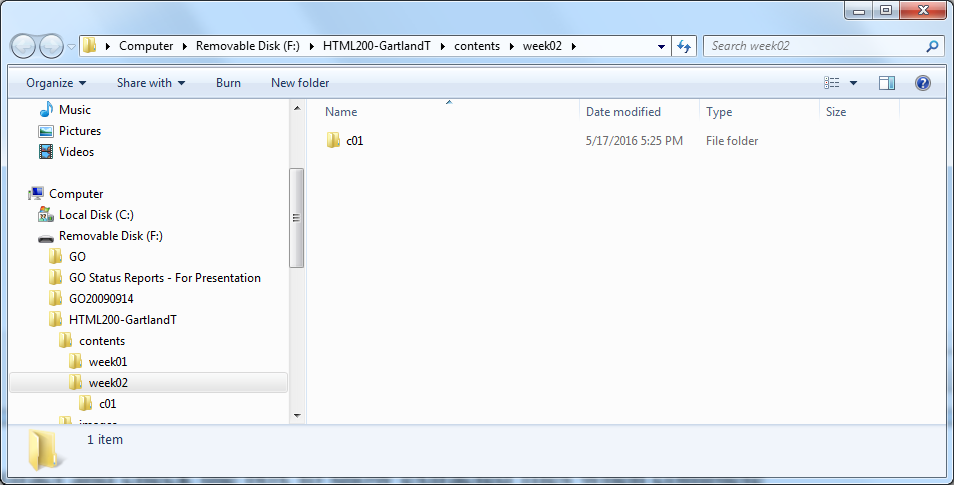 Computer Removable Disk (F:) HTML200-GartlandT contents week02
Search week02
Organize Share with Burn New folder
Music
Pictures
Videos
Computer
Local Disk (C:)
Removable Disk (F:)
GO
GO Status Reports - For Presentation
GO20090914
HTML200-GartlandT
contents
week01
week02
c01
images
Name Date modified Type Size
c01 5/17/2016 5:25 PM File folder
1 item